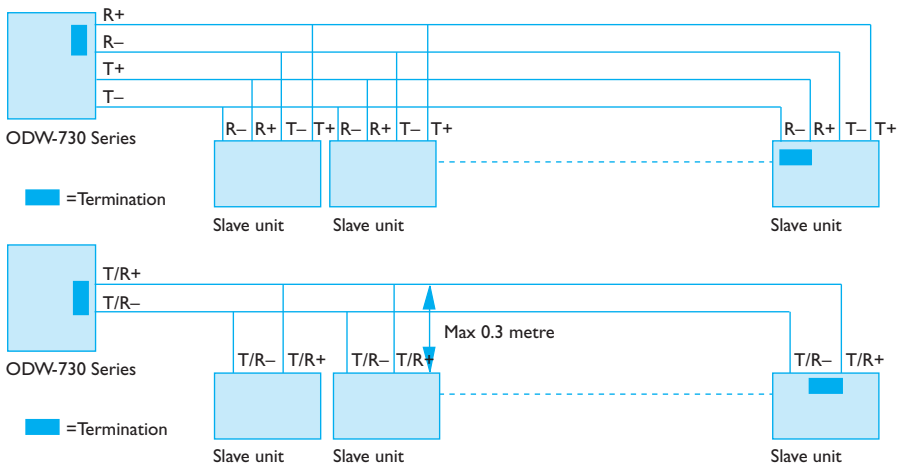 R+
R–
T+
T–
R– R+ T– T+ R– R+ T– T+ R– R+ T– T+
ODW-730 Series
=Termination
Slave unit Slave unit Slave unit
T/R+
T/R–
Max 0.3 metre
T/R– T/R+ T/R– T/R+ T/R– T/R+
ODW-730 Series
=Termination
Slave unit Slave unit Slave unit